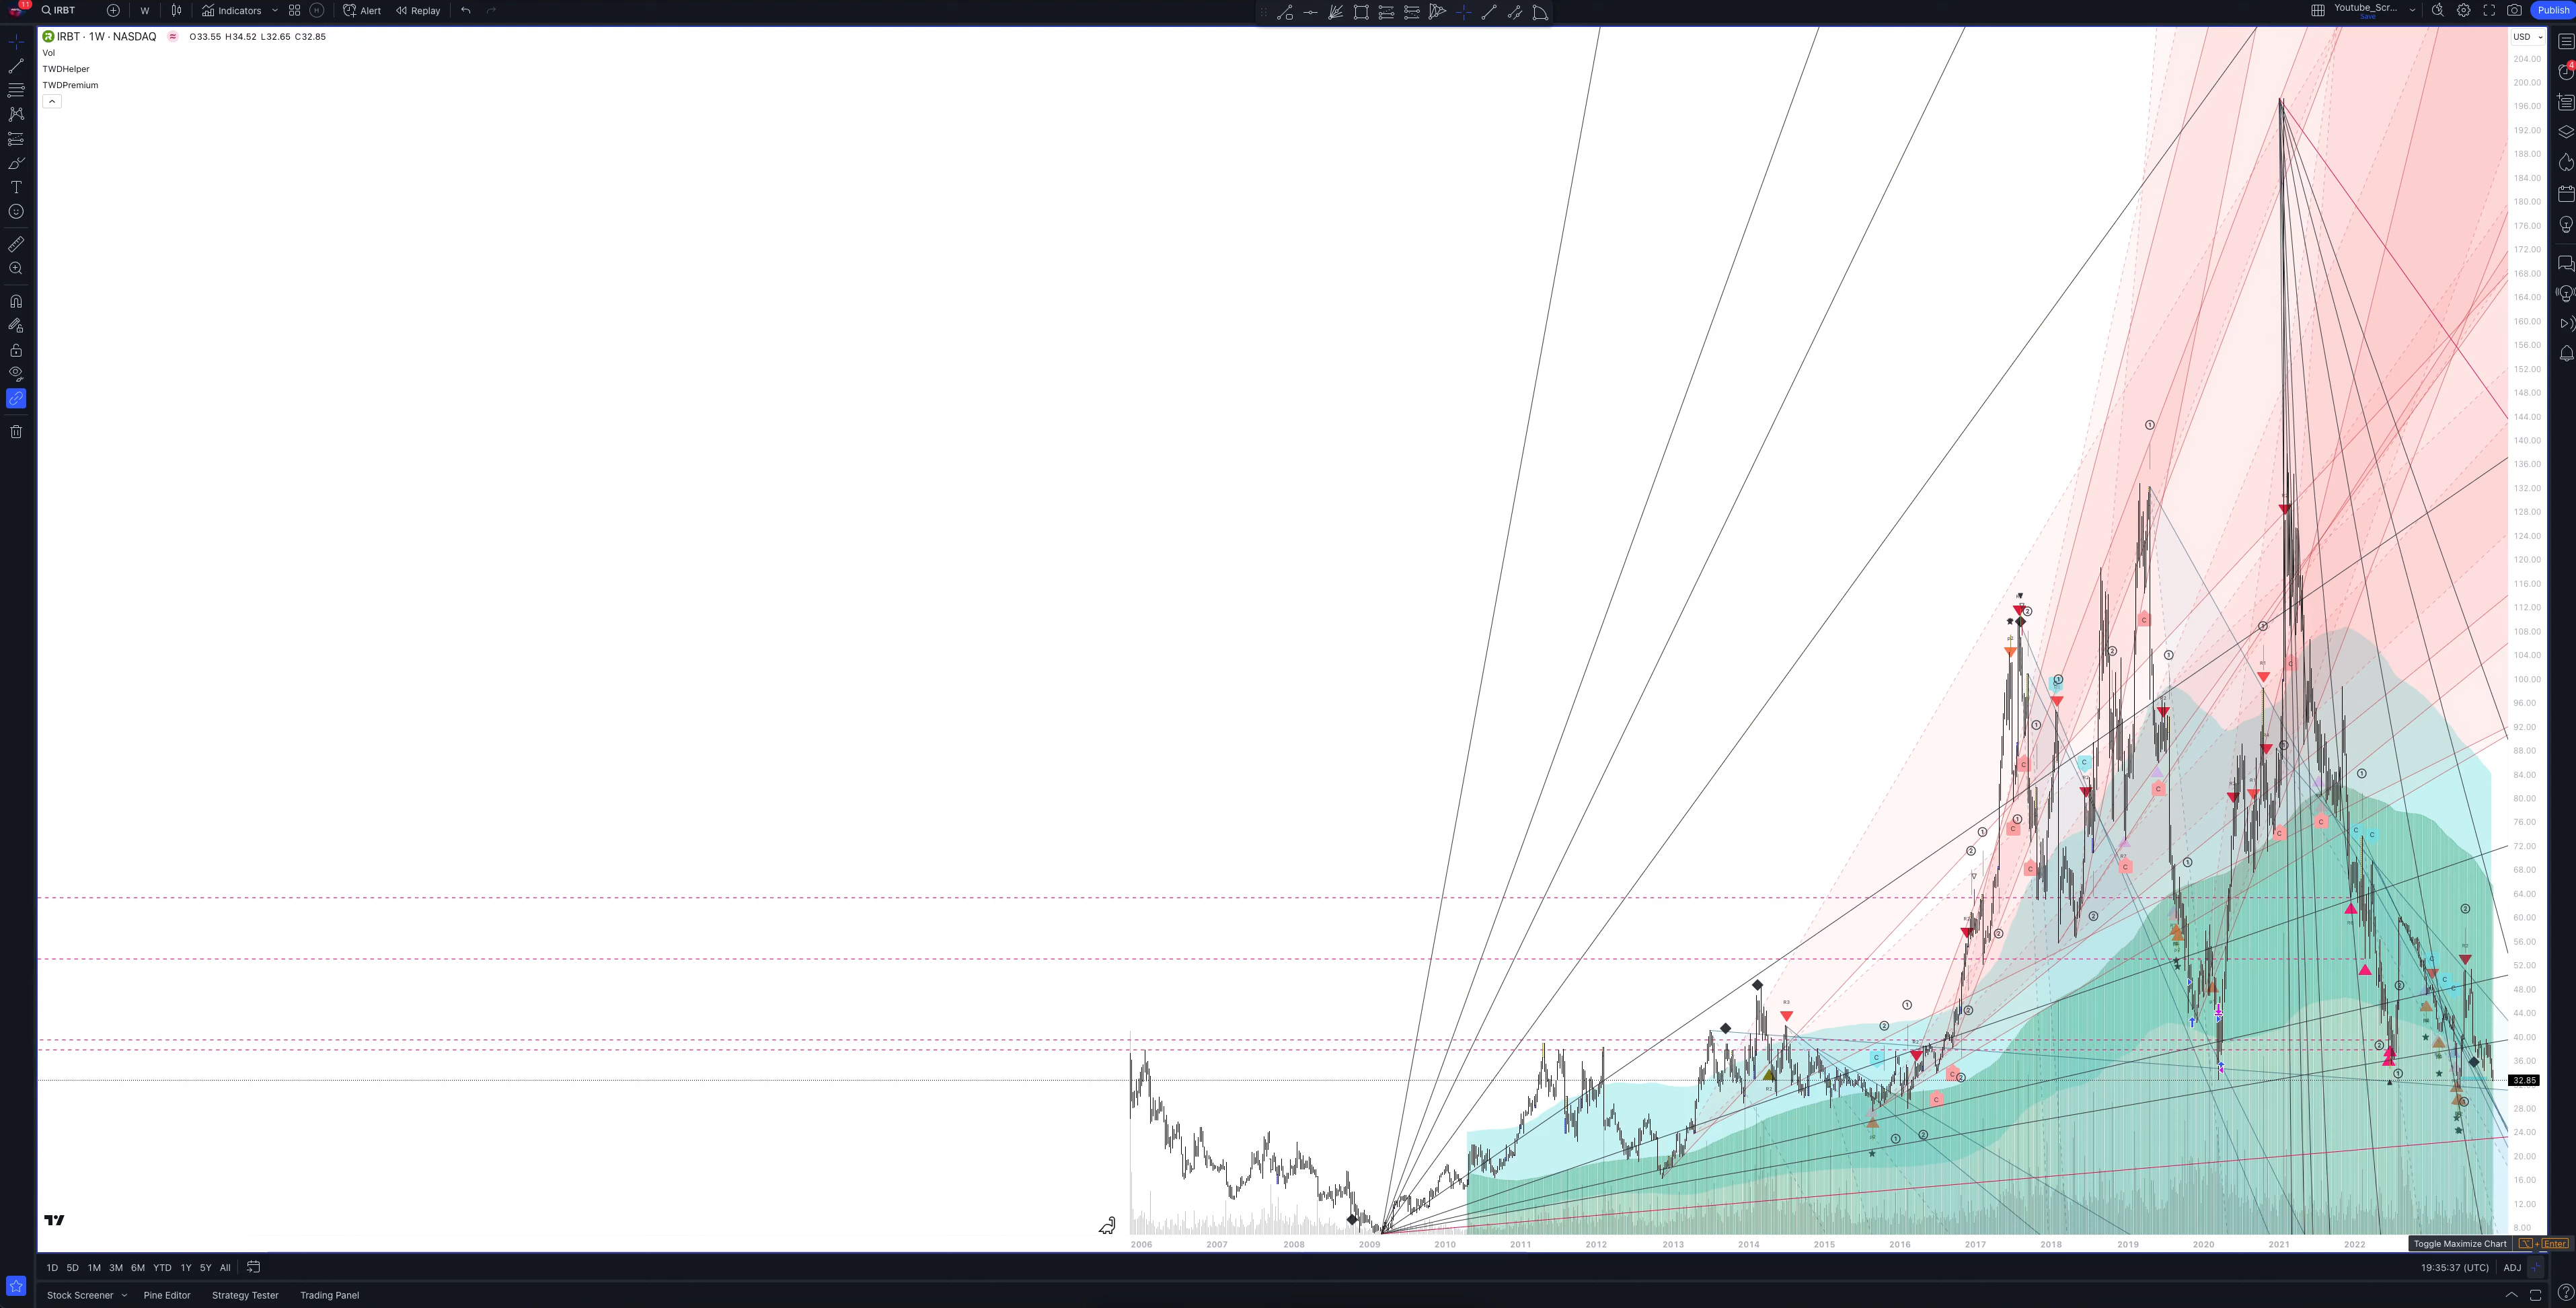 11
IRBT
W
Indicators
Alert
Replay
Youtube_Scr...
Save
Publish
IRBT · 1W · NASDAQ
O33.55 H34.52 L32.65 C32.85
Vol
TWDHelper
TWDPremium
USD
4
204.00
200.00
196.00
192.00
188.00
184.00
180.00
176.00
172.00
168.00
164.00
160.00
156.00
152.00
148.00
144.00
140.00
136.00
132.00
128.00
124.00
120.00
116.00
112.00
108.00
104.00
100.00
96.00
92.00
88.00
84.00
80.00
76.00
72.00
68.00
64.00
60.00
56.00
52.00
48.00
44.00
40.00
36.00
32.85
28.00
24.00
20.00
16.00
12.00
8.00
2006 2007 2008 2009 2010 2011 2012 2013 2014 2015 2016 2017 2018 2019 2020 2021 2022
Toggle Maximize Chart + Enter
1D 5D 1M 3M 6M YTD 1Y 5Y All
19:35:37 (UTC) ADJ
Stock Screener Pine Editor Strategy Tester Trading Panel